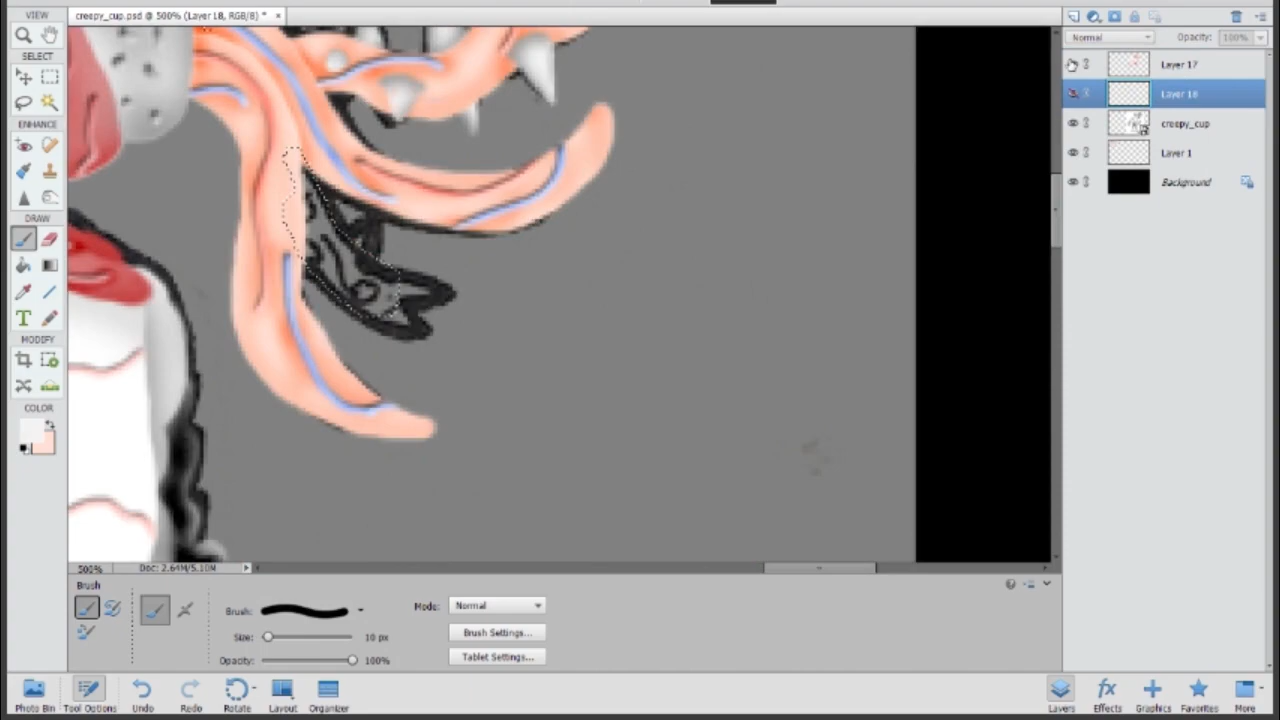 VIEW
creepy_cup.psd @ 500% (Layer 18, RGB/8) * ×
SELECT
ENHANCE
DRAW
T
MODIFY
COLOR
Normal
Opacity: 100%
Layer 17
Layer 18
creepy_cup
Layer 1
Background
500%
Doc: 2.64M/5.10M
Brush
Brush:
Mode: Normal
Size: 10 px
Brush Settings...
Opacity: 100%
Tablet Settings...
Photo Bin
Tool Options
Undo
Redo
Rotate
Layout
Organizer
Layers
fx
Effects
Graphics
Favorites
More